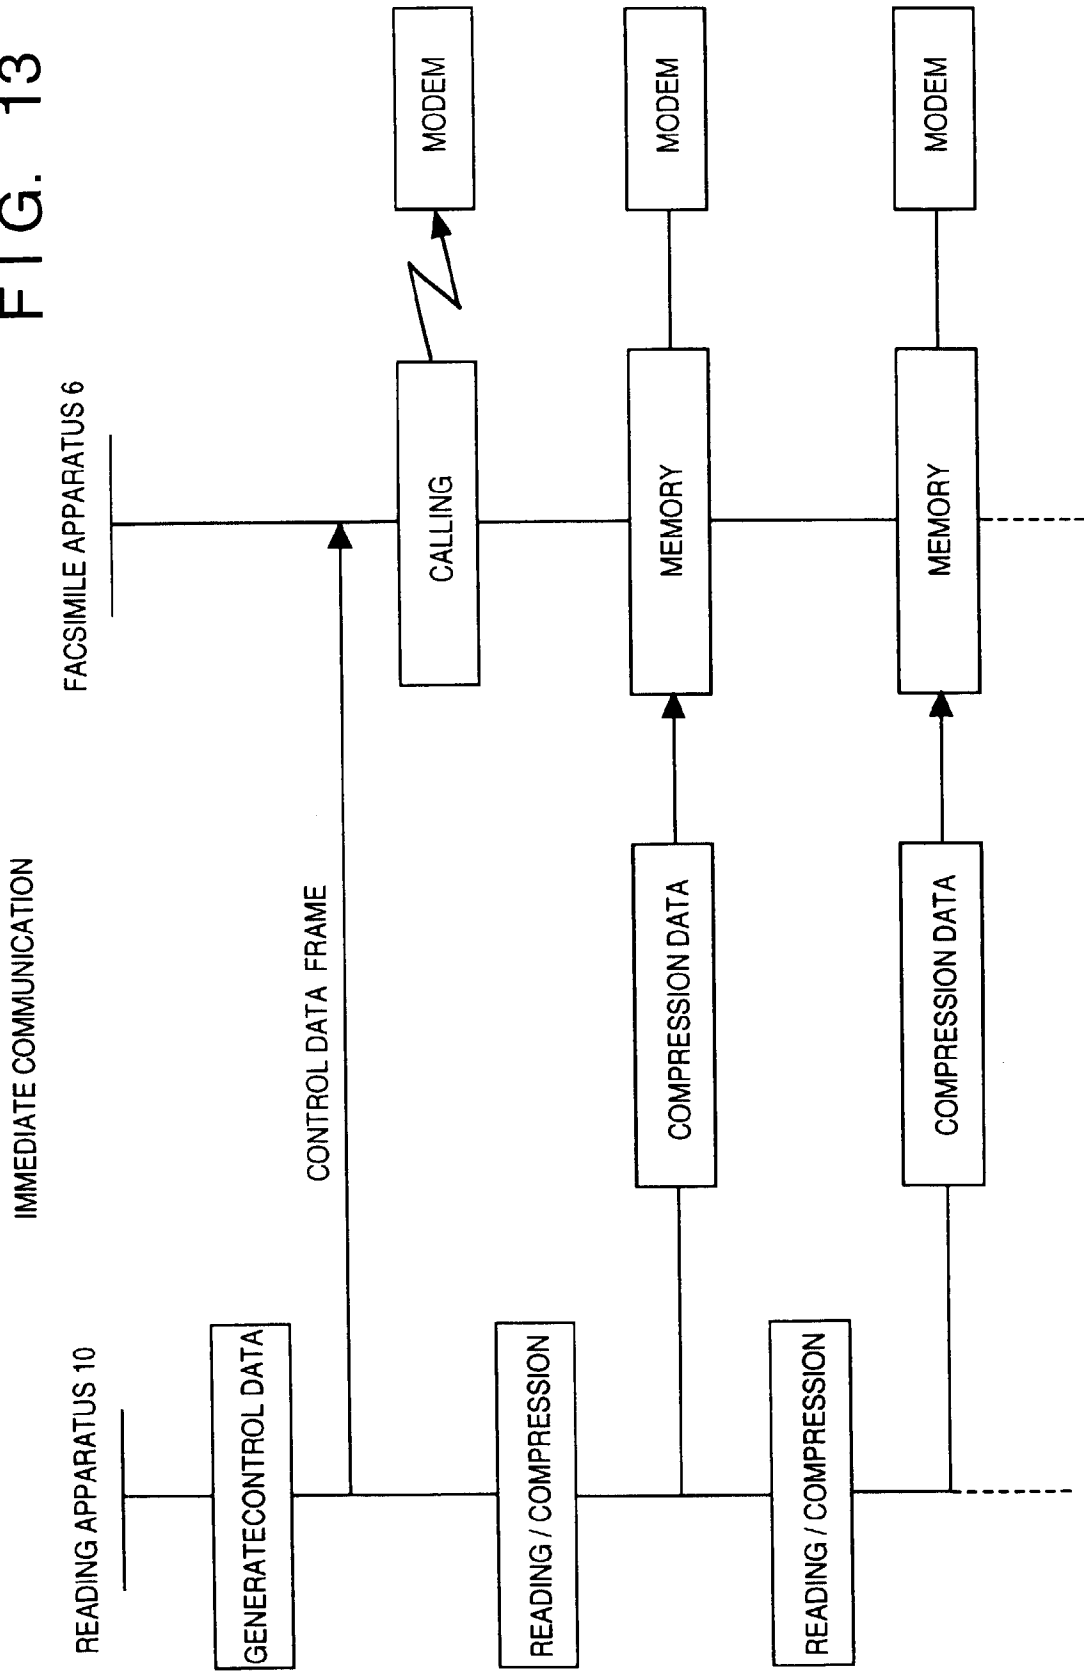 FIG. 13
IMMEDIATE COMMUNICATION
READING APPARATUS 10
FACSIMILE APPARATUS 6
GENERATECONTROL DATA
CONTROL DATA FRAME
CALLING
MODEM
READING / COMPRESSION
COMPRESSION DATA
MEMORY
MODEM
READING / COMPRESSION
COMPRESSION DATA
MEMORY
MODEM